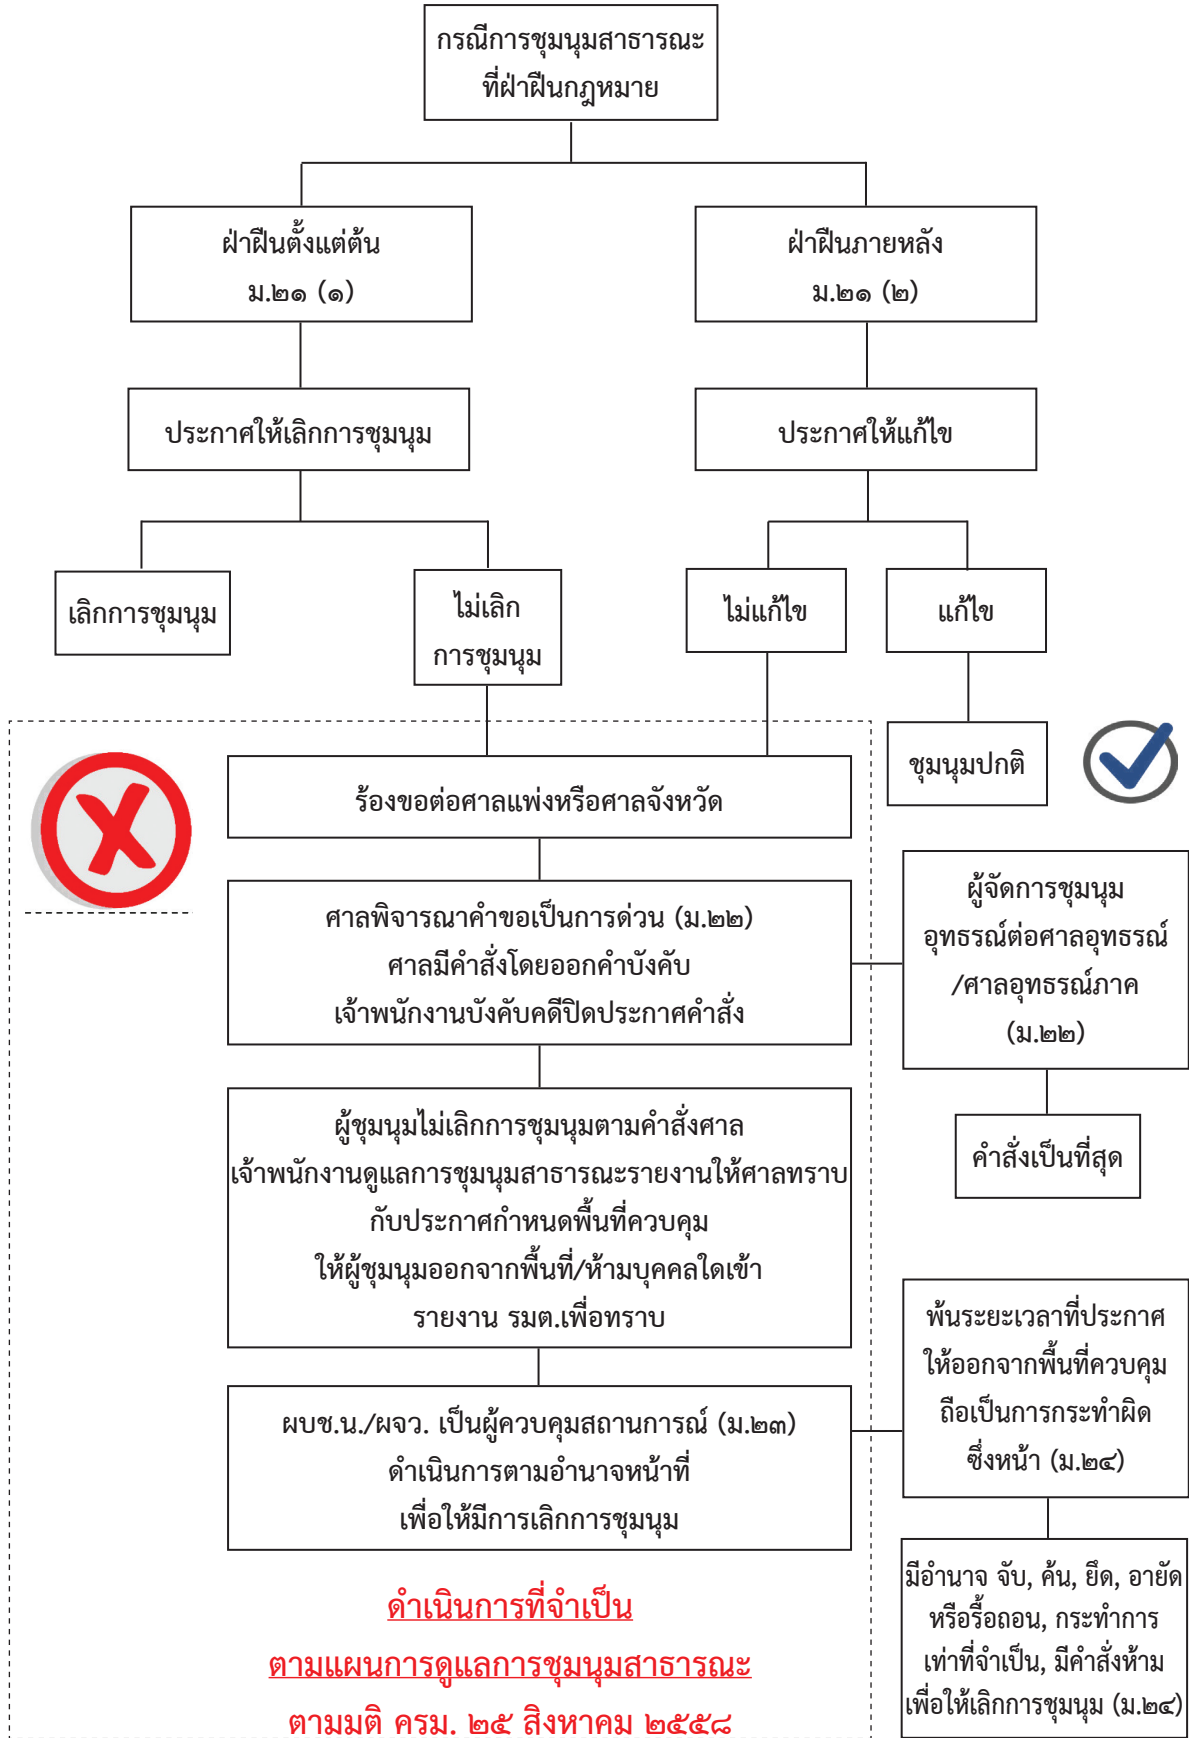 กรณีการชุมนุมสาธารณะ
ที่ฝ่าฝืนกฎหมาย
ฝ่าฝืนตั้งแต่ต้น
ม.๒๑ (๑)
ฝ่าฝืนภายหลัง
ม.๒๑ (๒)
ประกาศให้เลิกการชุมนุม
ประกาศให้แก้ไข
เลิกการชุมนุม
ไม่เลิก
การชุมนุม
ไม่แก้ไข
แก้ไข
ชุมนุมปกติ
ร้องขอต่อศาลแพ่งหรือศาลจังหวัด
ศาลพิจารณาคำขอเป็นการด่วน (ม.๒๒)
ศาลมีคำสั่งโดยออกคำบังคับ
เจ้าพนักงานบังคับคดีปิดประกาศคำสั่ง
ผู้จัดการชุมนุม
อุทธรณ์ต่อศาลอุทธรณ์
/ศาลอุทธรณ์ภาค
(ม.๒๒)
คำสั่งเป็นที่สุด
ผู้ชุมนุมไม่เลิกการชุมนุมตามคำสั่งศาล
เจ้าพนักงานดูแลการชุมนุมสาธารณะรายงานให้ศาลทราบ
กับประกาศกำหนดพื้นที่ควบคุม
ให้ผู้ชุมนุมออกจากพื้นที่/ห้ามบุคคลใดเข้า
รายงาน รมต.เพื่อทราบ
ผบช.น./ผจว. เป็นผู้ควบคุมสถานการณ์ (ม.๒๓)
ดำเนินการตามอำนาจหน้าที่
เพื่อให้มีการเลิกการชุมนุม
พ้นระยะเวลาที่ประกาศ
ให้ออกจากพื้นที่ควบคุม
ถือเป็นการกระทำผิด
ซึ่งหน้า (ม.๒๔)
มีอำนาจ จับ, ค้น, ยึด, อายัด
หรือรื้อถอน, กระทำการ
เท่าที่จำเป็น, มีคำสั่งห้าม
เพื่อให้เลิกการชุมนุม (ม.๒๔)
ดำเนินการที่จำเป็น
ตามแผนการดูแลการชุมนุมสาธารณะ
ตามมติ ครม. ๒๕ สิงหาคม ๒๕๕๘